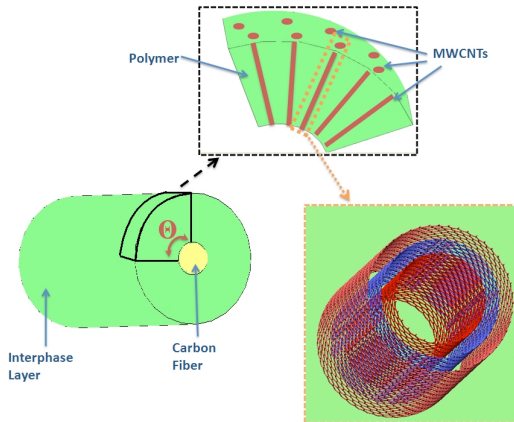 Polymer
MWCNTs
Θ
Interphase
Layer
Carbon
Fiber